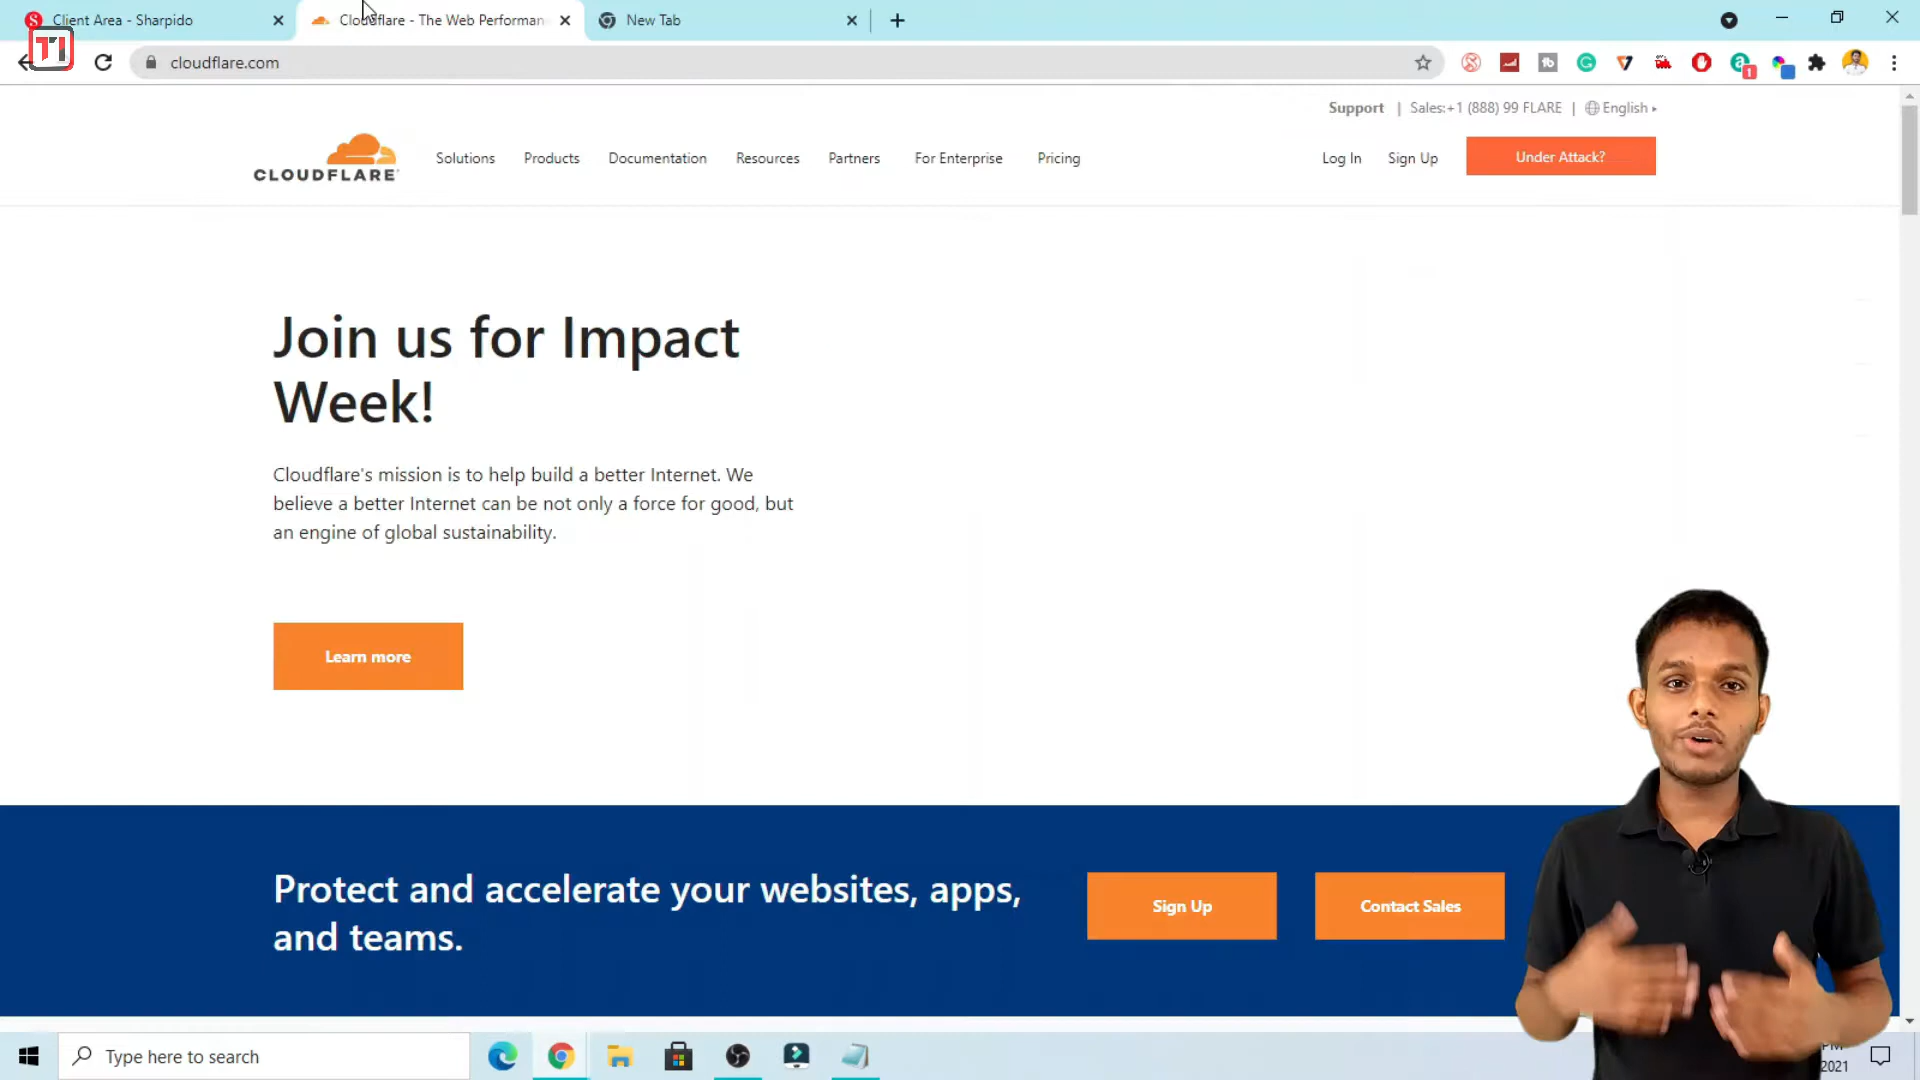 Client Area - Sharpido
Cloudflare - The Web Performan
New Tab
TI
cloudflare.com
1
Support | Sales:+1 (888) 99 FLARE | English
CLOUDFLARE
Solutions
Products
Documentation
Resources
Partners
For Enterprise
Pricing
Log In
Sign Up
Under Attack?
Join us for Impact
Week!
Cloudflare's mission is to help build a better Internet. We
believe a better Internet can be not only a force for good, but
an engine of global sustainability.
Learn more
Protect and accelerate your websites, apps,
and teams.
Sign Up
Contact Sales
Type here to search
PM
2021